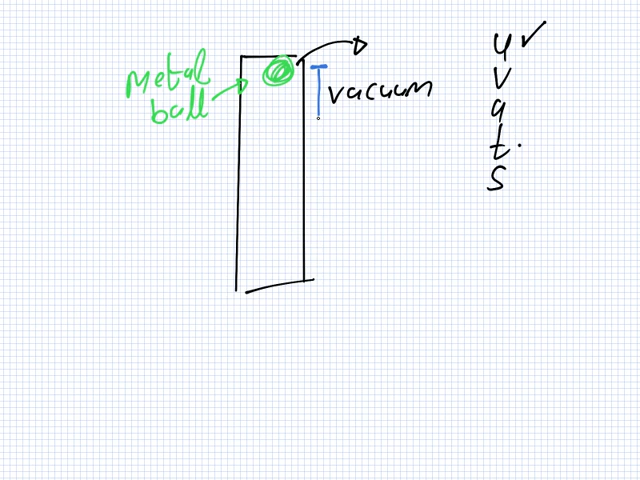 metal
ball
vacuum
u ✓
v
a
t.
s